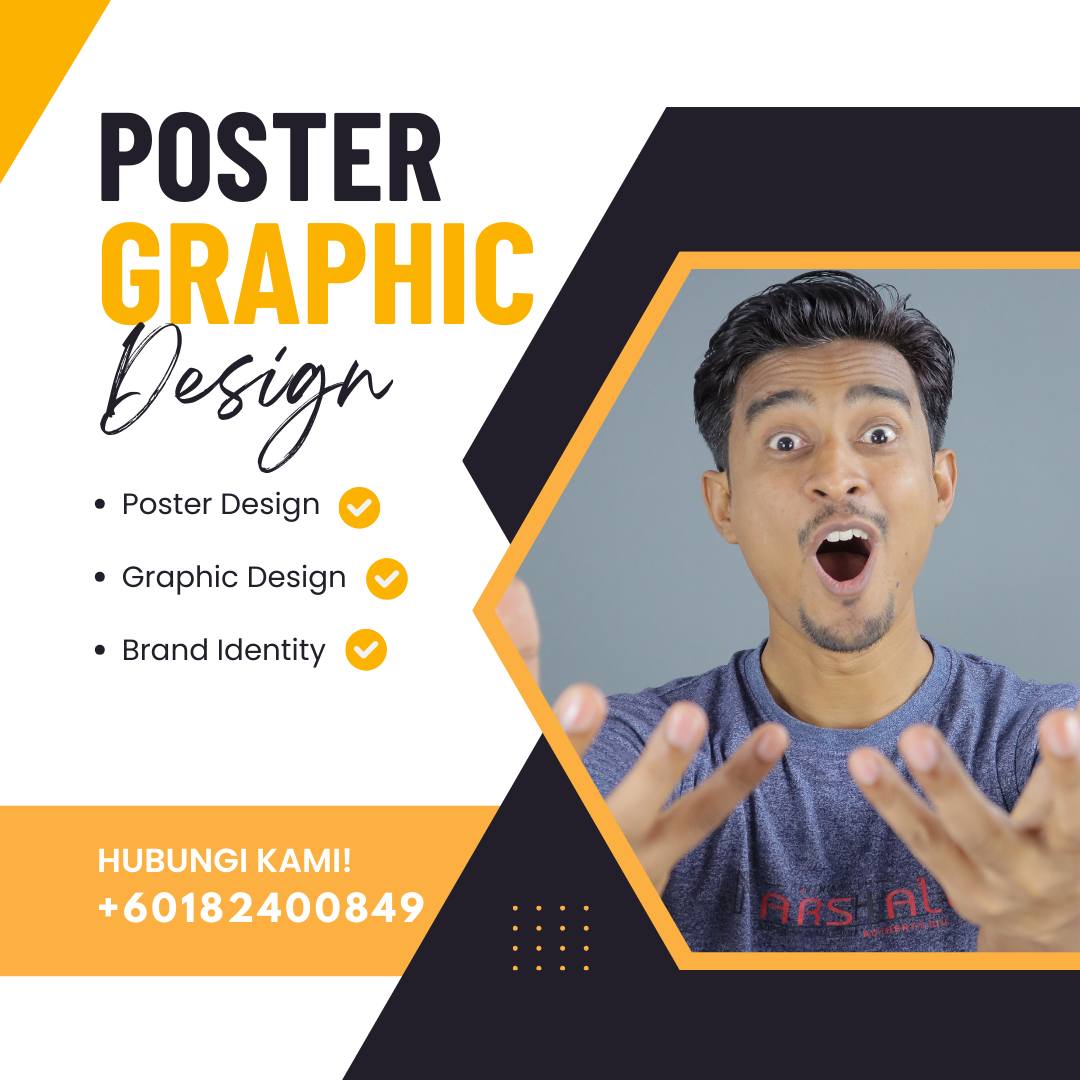 POSTER
GRAPHIC
Design
• Poster Design
• Graphic Design
• Brand Identity
HUBUNGI KAMI!
+60182400849